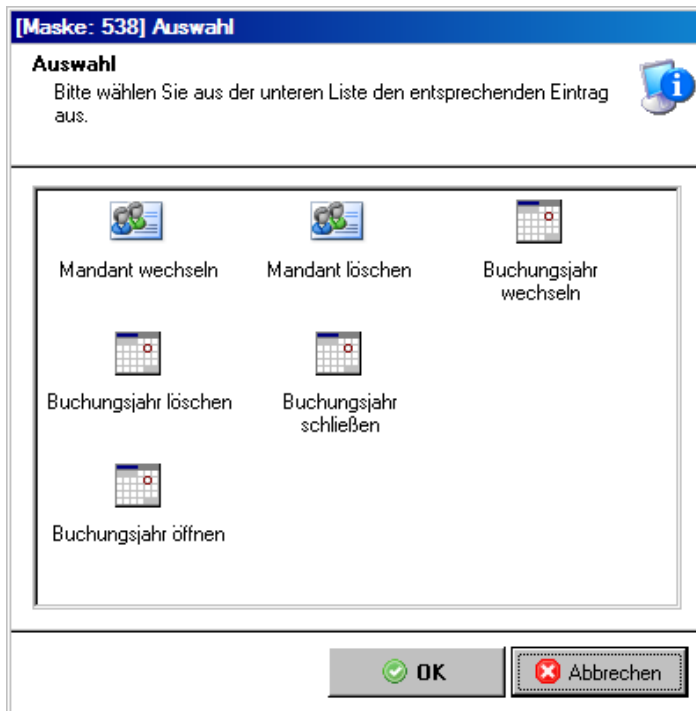 [Maske: 538] Auswahl
Auswahl
Bitte wählen Sie aus der unteren Liste den entsprechenden Eintrag
aus.
Mandant wechseln
Mandant löschen
Buchungsjahr
wechseln
Buchungsjahr löschen
Buchungsjahr
schließen
Buchungsjahr öffnen
OK
Abbrechen